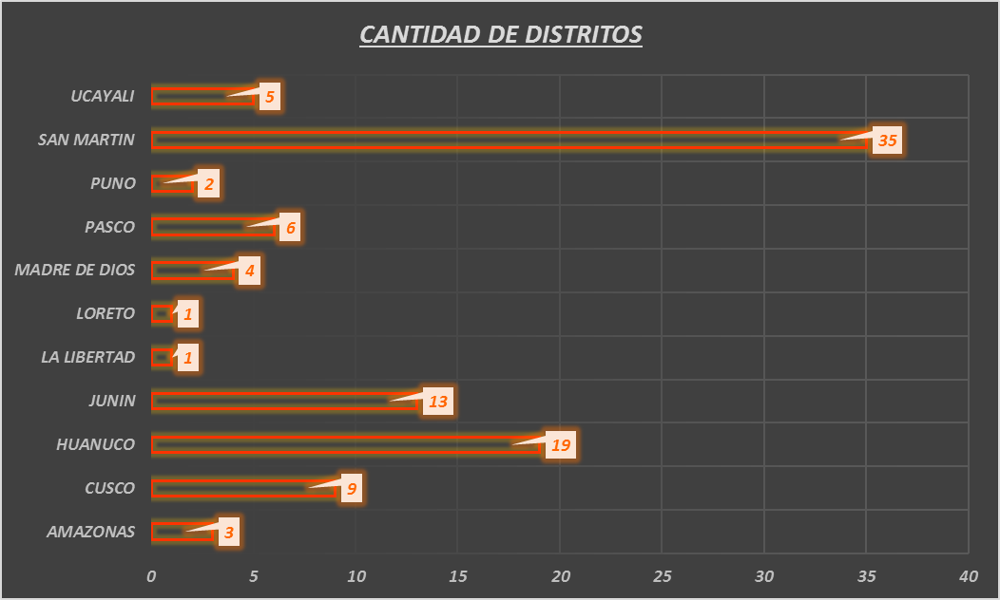 CANTIDAD DE DISTRITOS
UCAYALI 5
SAN MARTIN 35
PUNO 2
PASCO 6
MADRE DE DIOS 4
LORETO 1
LA LIBERTAD 1
JUNIN 13
HUANUCO 19
CUSCO 9
AMAZONAS 3
0 5 10 15 20 25 30 35 40